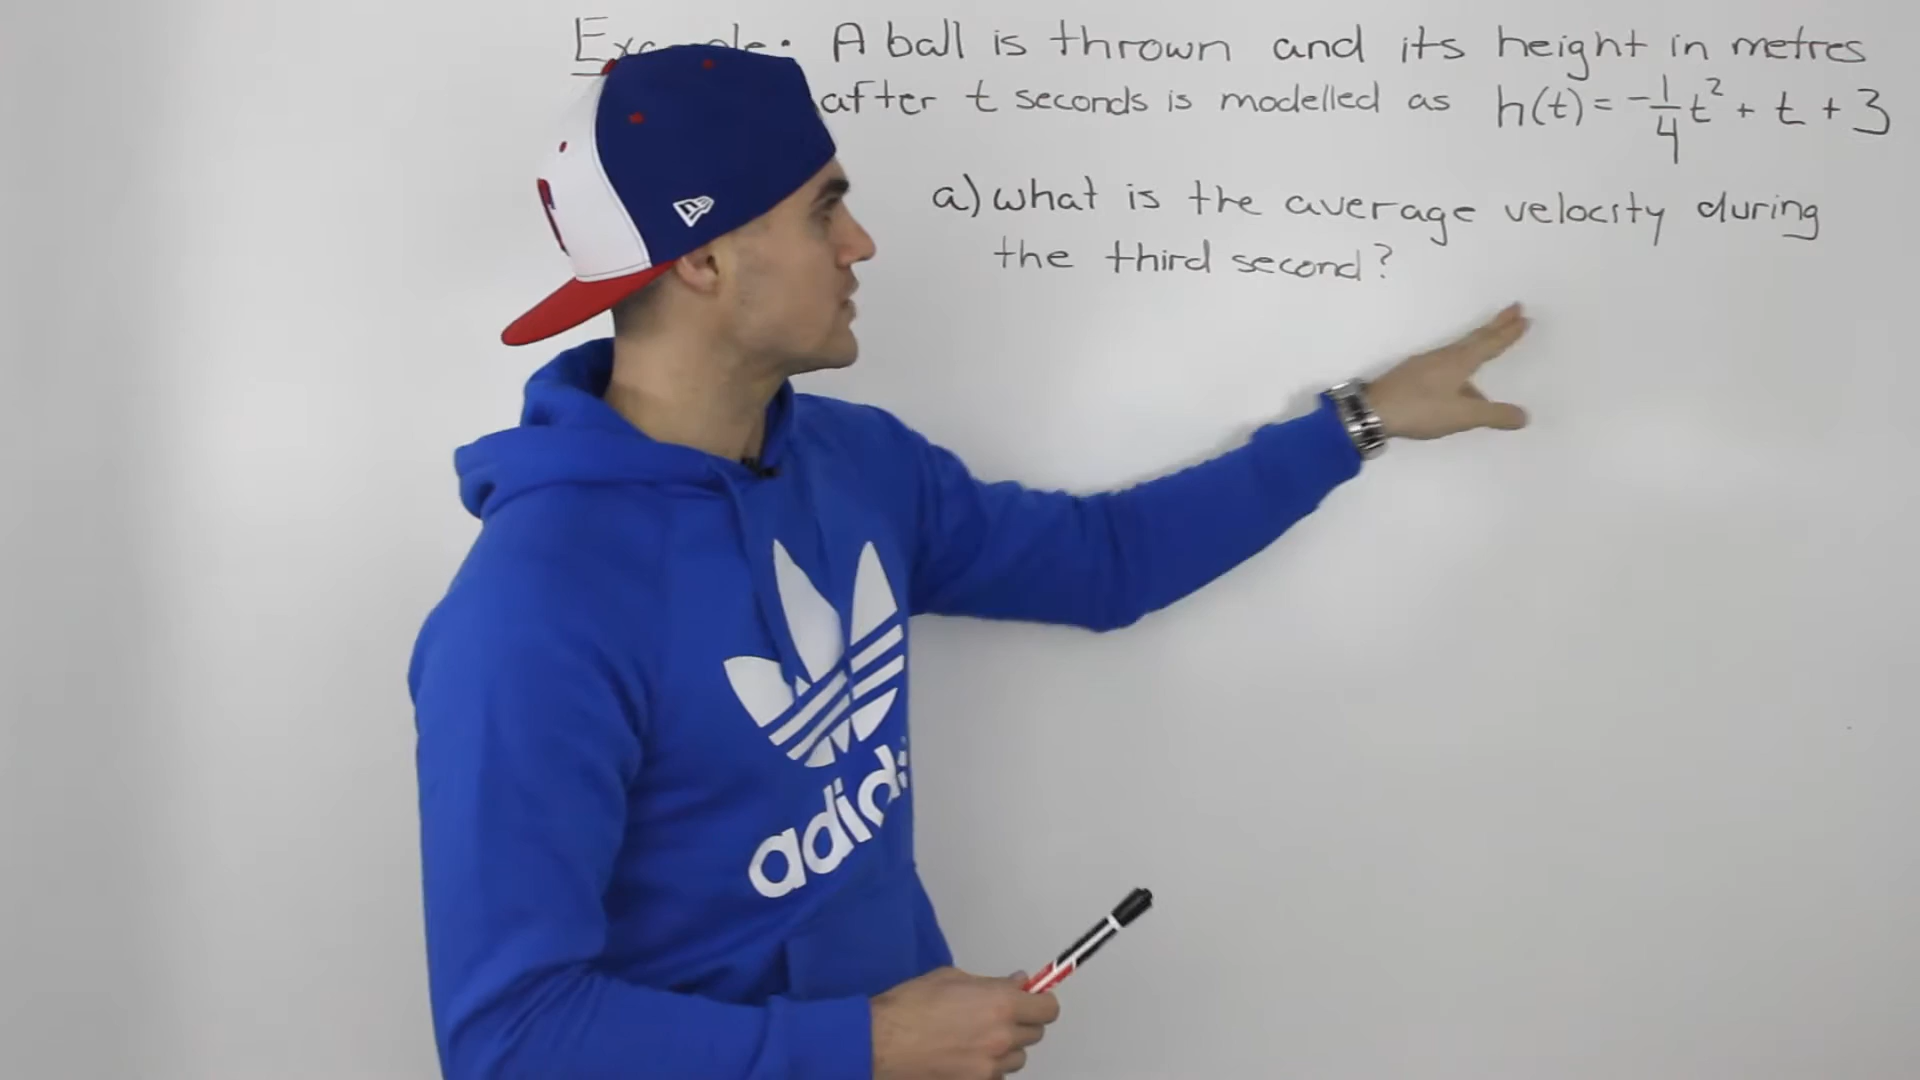 Example: A ball is thrown and its height in metres
after t seconds is modelled as h(t) = -1/4 t² + t + 3
a) what is the average velocity during
the third second?
adidas